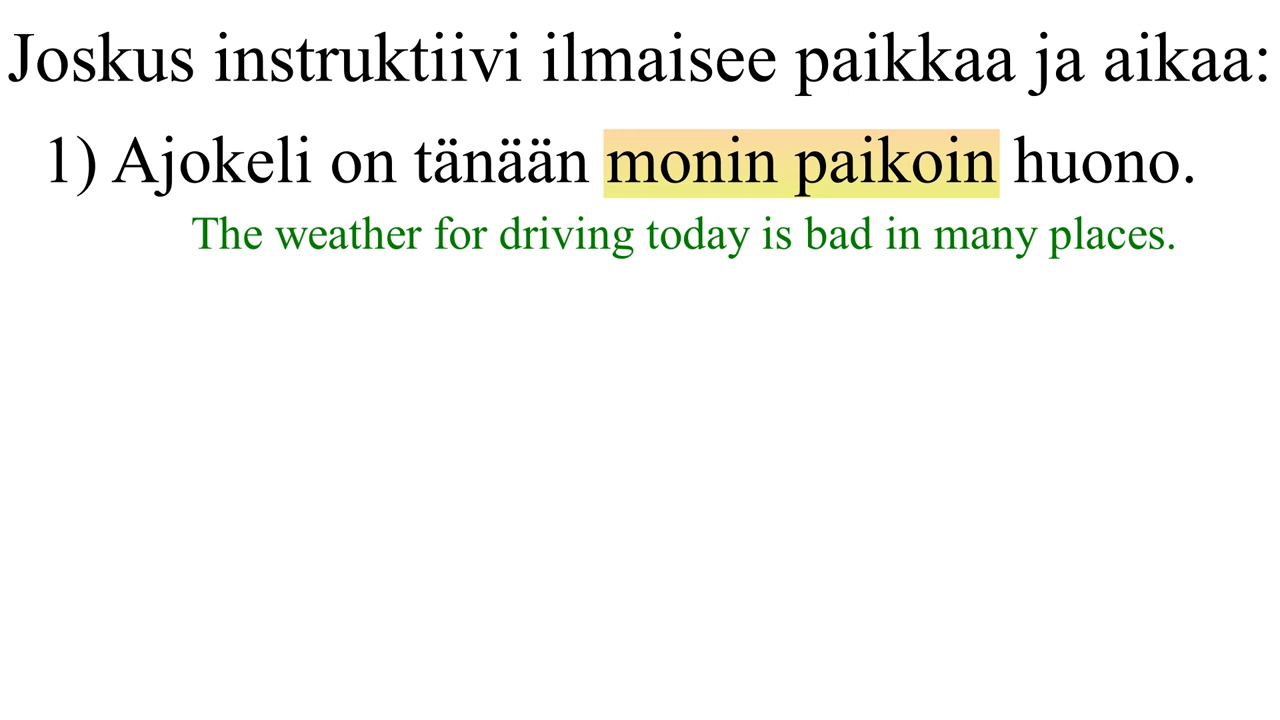 Joskus instruktiivi ilmaisee paikkaa ja aikaa:
1) Ajokeli on tänään monin paikoin huono.
The weather for driving today is bad in many places.